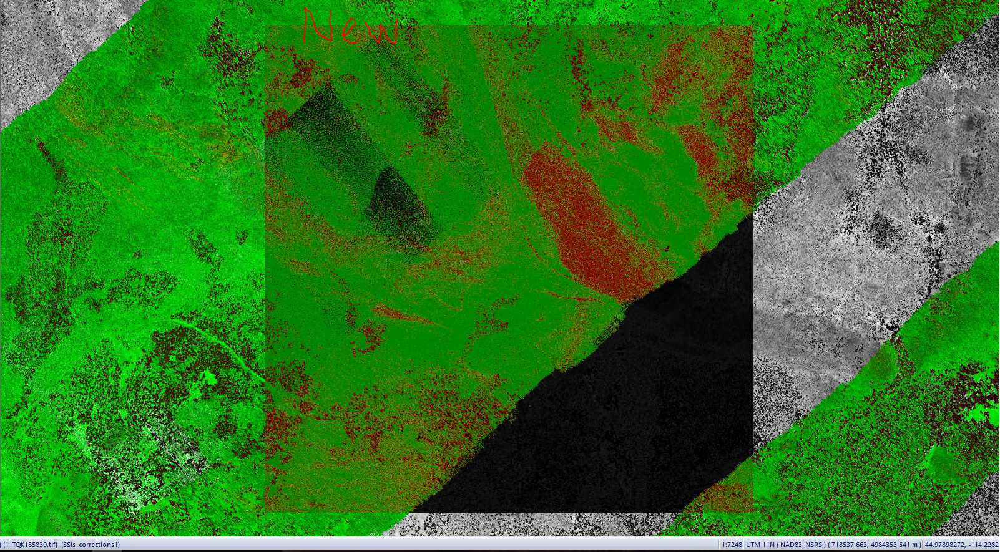 New
) (11TQK185830.tif) (SSIs_corrections1)
1:7248 UTM 11N ( NAD83_NSRS ) ( 718537.663, 4984353.541 m ) 44.97898272, -114.2282